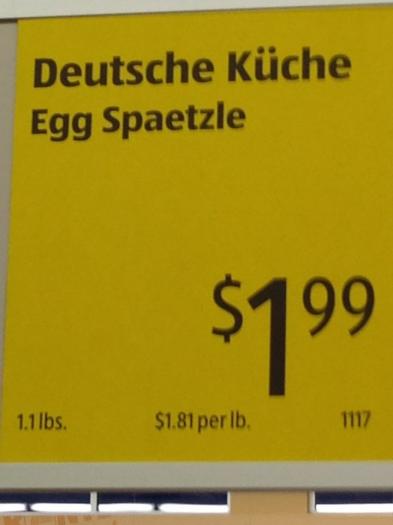 Deutsche Küche
Egg Spaetzle
$1 99
1.1 lbs. $1.81 per lb. 1117